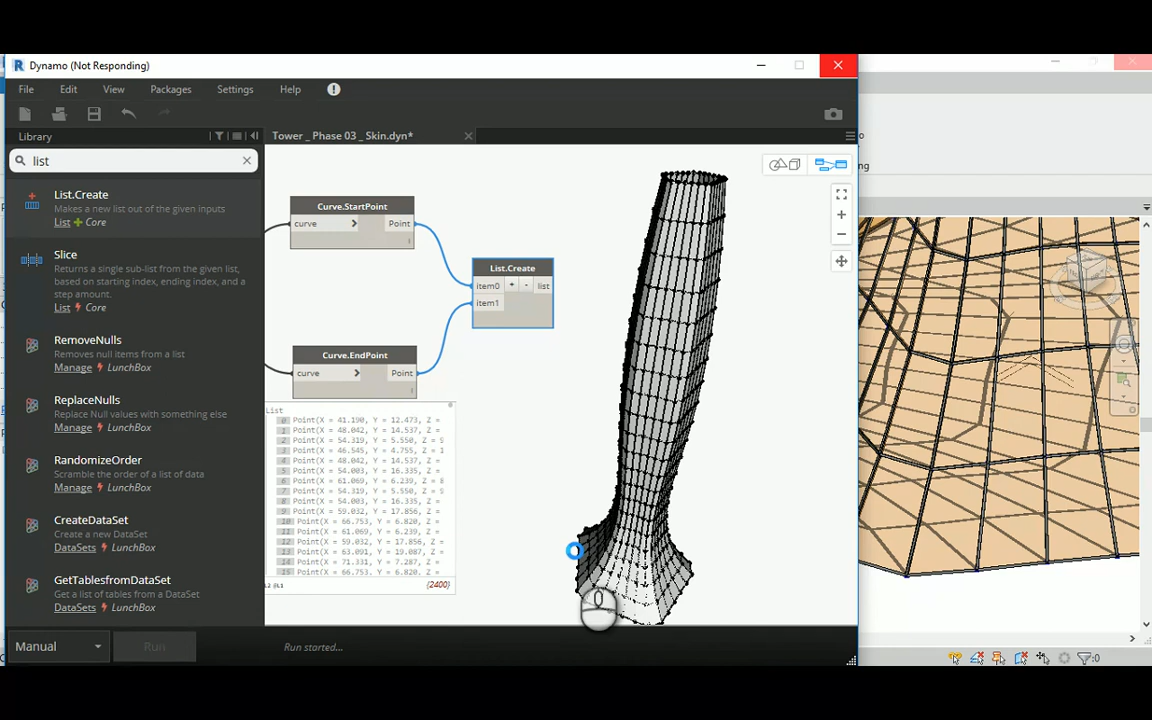 Dynamo (Not Responding)
File Edit View Packages Settings Help
Library
Tower _ Phase 03 _ Skin.dyn*
list
List.Create
Makes a new list out of the given inputs
List Core
Slice
Returns a single sub-list from the given list,
based on starting index, ending index, and a
step amount.
List Core
RemoveNulls
Removes null items from a list
Manage LunchBox
ReplaceNulls
Replace Null values with something else
Manage LunchBox
RandomizeOrder
Scramble the order of a list of data
Manage LunchBox
CreateDataSet
Create a new DataSet
DataSets LunchBox
GetTablesfromDataSet
Get a list of tables from a DataSet
DataSets LunchBox
Curve.StartPoint
curve > Point
List.Create
item0 + - list
item1
Curve.EndPoint
curve > Point
List
0 Point(X = 41.190, Y = 12.473, Z =
1 Point(X = 48.042, Y = 14.537, Z =
2 Point(X = 54.319, Y = 5.550, Z = 9
3 Point(X = 46.545, Y = 4.755, Z = 1
4 Point(X = 48.042, Y = 14.537, Z =
5 Point(X = 54.003, Y = 16.335, Z =
6 Point(X = 61.069, Y = 6.239, Z = 8
7 Point(X = 54.319, Y = 5.550, Z = 9
8 Point(X = 54.003, Y = 16.335, Z =
9 Point(X = 59.032, Y = 17.856, Z =
10 Point(X = 66.753, Y = 6.820, Z =
11 Point(X = 61.069, Y = 6.239, Z =
12 Point(X = 59.032, Y = 17.856, Z =
13 Point(X = 63.091, Y = 19.087, Z =
14 Point(X = 71.331, Y = 7.287, Z =
15 Point(X = 66.753, Y = 6.820, Z =
{2400}
Manual
Run
Run started...
:0